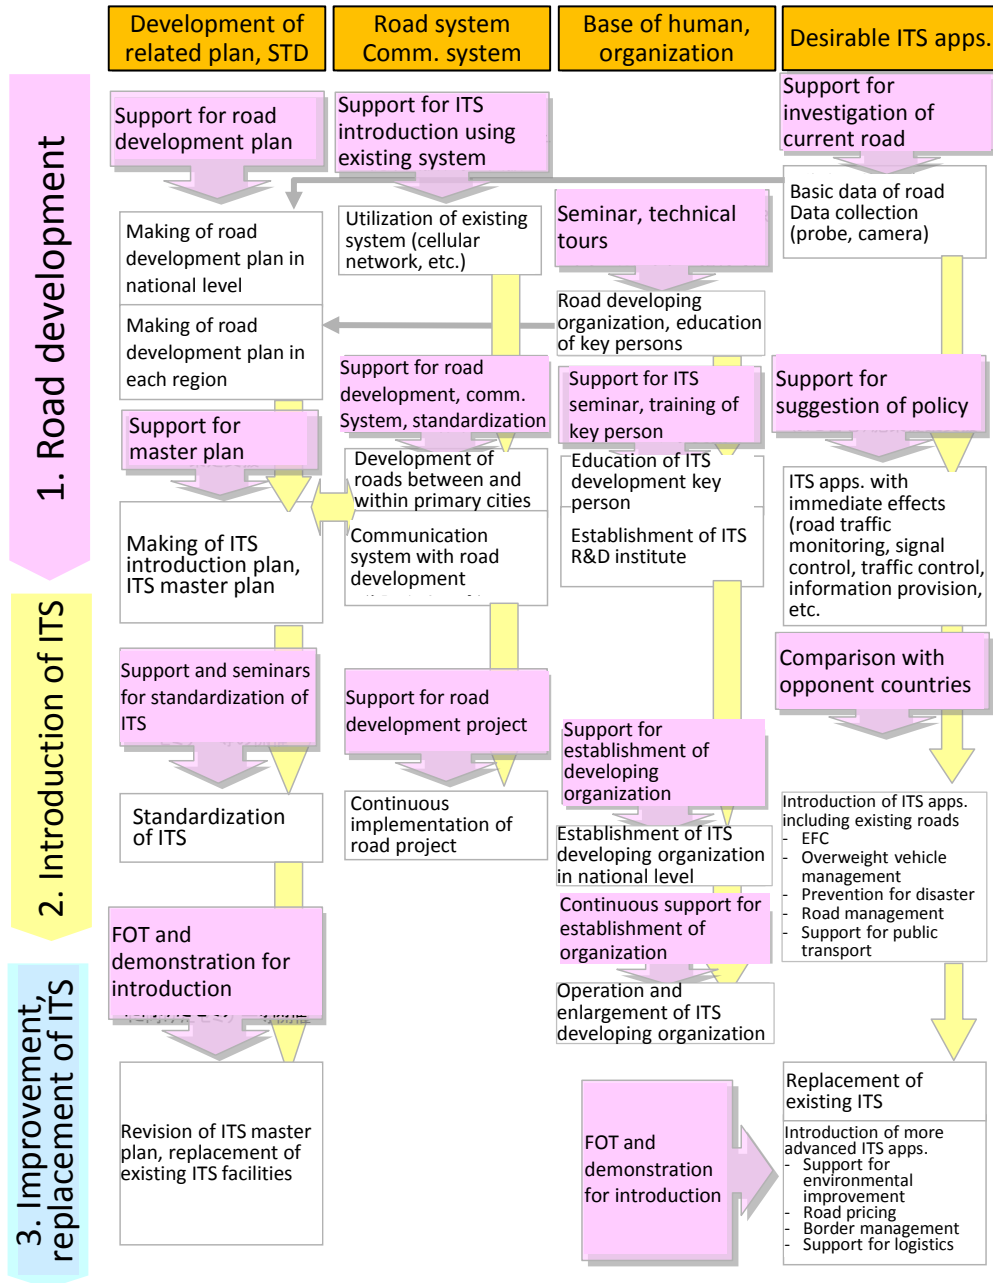 Development of
related plan, STD
Road system
Comm. system
Base of human,
organization
Desirable ITS apps.
1. Road development
2. Introduction of ITS
3. Improvement,
replacement of ITS
Support for road
development plan
Making of road
development plan in
national level
Making of road
development plan in
each region
Support for
master plan
Making of ITS
introduction plan,
ITS master plan
Support and seminars
for standardization of
ITS
Standardization
of ITS
FOT and
demonstration for
introduction
Revision of ITS master
plan, replacement of
existing ITS facilities
Support for ITS
introduction using
existing system
Utilization of existing
system (cellular
network, etc.)
Support for road
development, comm.
System, standardization
Development of
roads between and
within primary cities
Communication
system with road
development
Support for road
development project
Continuous
implementation of
road project
Seminar, technical
tours
Road developing
organization, education
of key persons
Support for ITS
seminar, training of
key person
Education of ITS
development key
person
Establishment of ITS
R&D institute
Support for
establishment of
developing
organization
Establishment of ITS
developing organization
in national level
Continuous support for
establishment of
organization
Operation and
enlargement of ITS
developing organization
FOT and
demonstration
for introduction
Support for
investigation of
current road
Basic data of road
Data collection
(probe, camera)
Support for
suggestion of policy
ITS apps. with
immediate effects
(road traffic
monitoring, signal
control, traffic control,
information provision,
etc.
Comparison with
opponent countries
Introduction of ITS apps.
including existing roads
- EFC
- Overweight vehicle
management
- Prevention for disaster
- Road management
- Support for public
transport
Replacement of
existing ITS
Introduction of more
advanced ITS apps.
- Support for
environmental
improvement
- Road pricing
- Border management
- Support for logistics